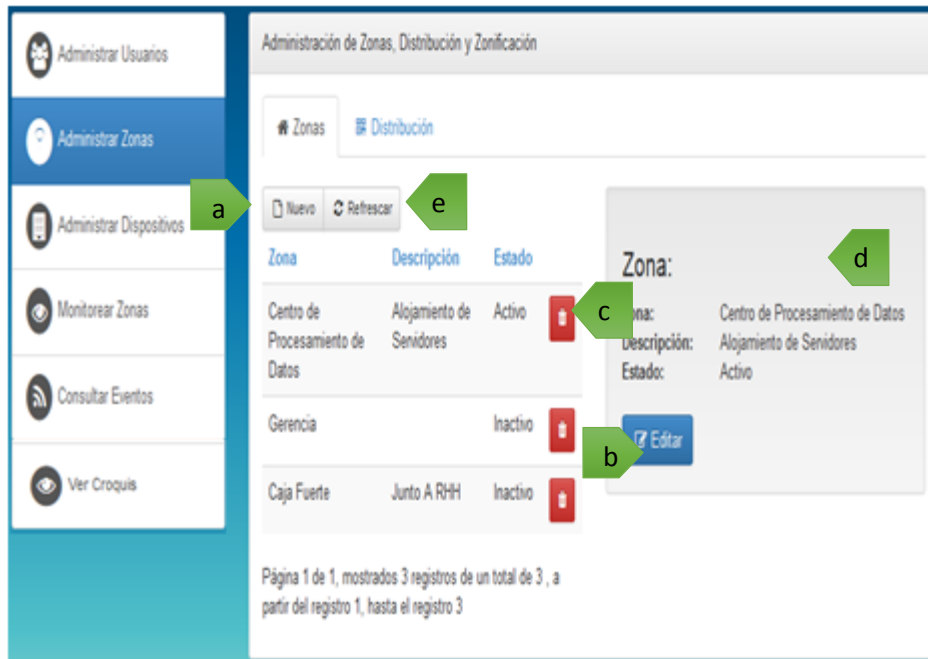 Administrar Usuarios
Administrar Zonas
Administrar Dispositivos
Monitorear Zonas
Consultar Eventos
Ver Croquis
Administración de Zonas, Distribución y Zonificación
Zonas
Distribución
a
Nuevo
Refrescar
e
Zona
Descripción
Estado
Centro de
Procesamiento de
Datos
Alojamiento de
Servidores
Activo
c
Gerencia
Inactivo
Caja Fuerte
Junto A RHH
Inactivo
Página 1 de 1, mostrados 3 registros de un total de 3 , a
partir del registro 1, hasta el registro 3
d
Zona:
Centro de Procesamiento de Datos
Descripción:
Alojamiento de Servidores
Estado:
Activo
b
Editar